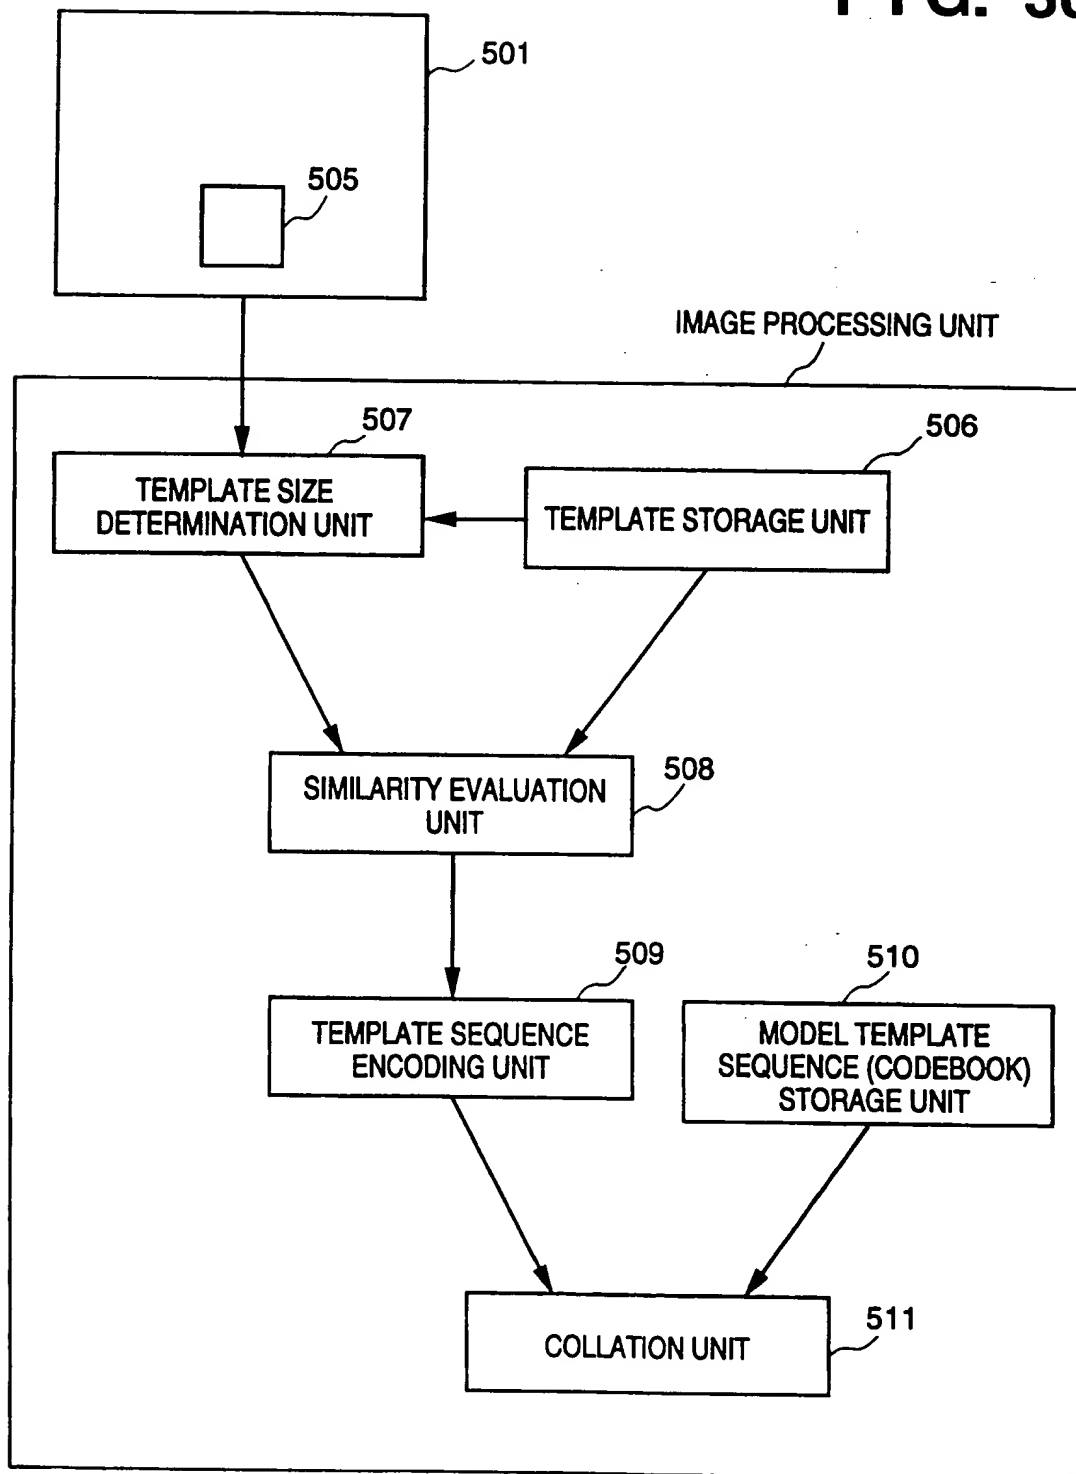 FIG.
501
505
IMAGE PROCESSING UNIT
507
506
TEMPLATE SIZE
DETERMINATION UNIT
TEMPLATE STORAGE UNIT
SIMILARITY EVALUATION
UNIT
508
509
510
TEMPLATE SEQUENCE
ENCODING UNIT
MODEL TEMPLATE
SEQUENCE (CODEBOOK)
STORAGE UNIT
COLLATION UNIT
511